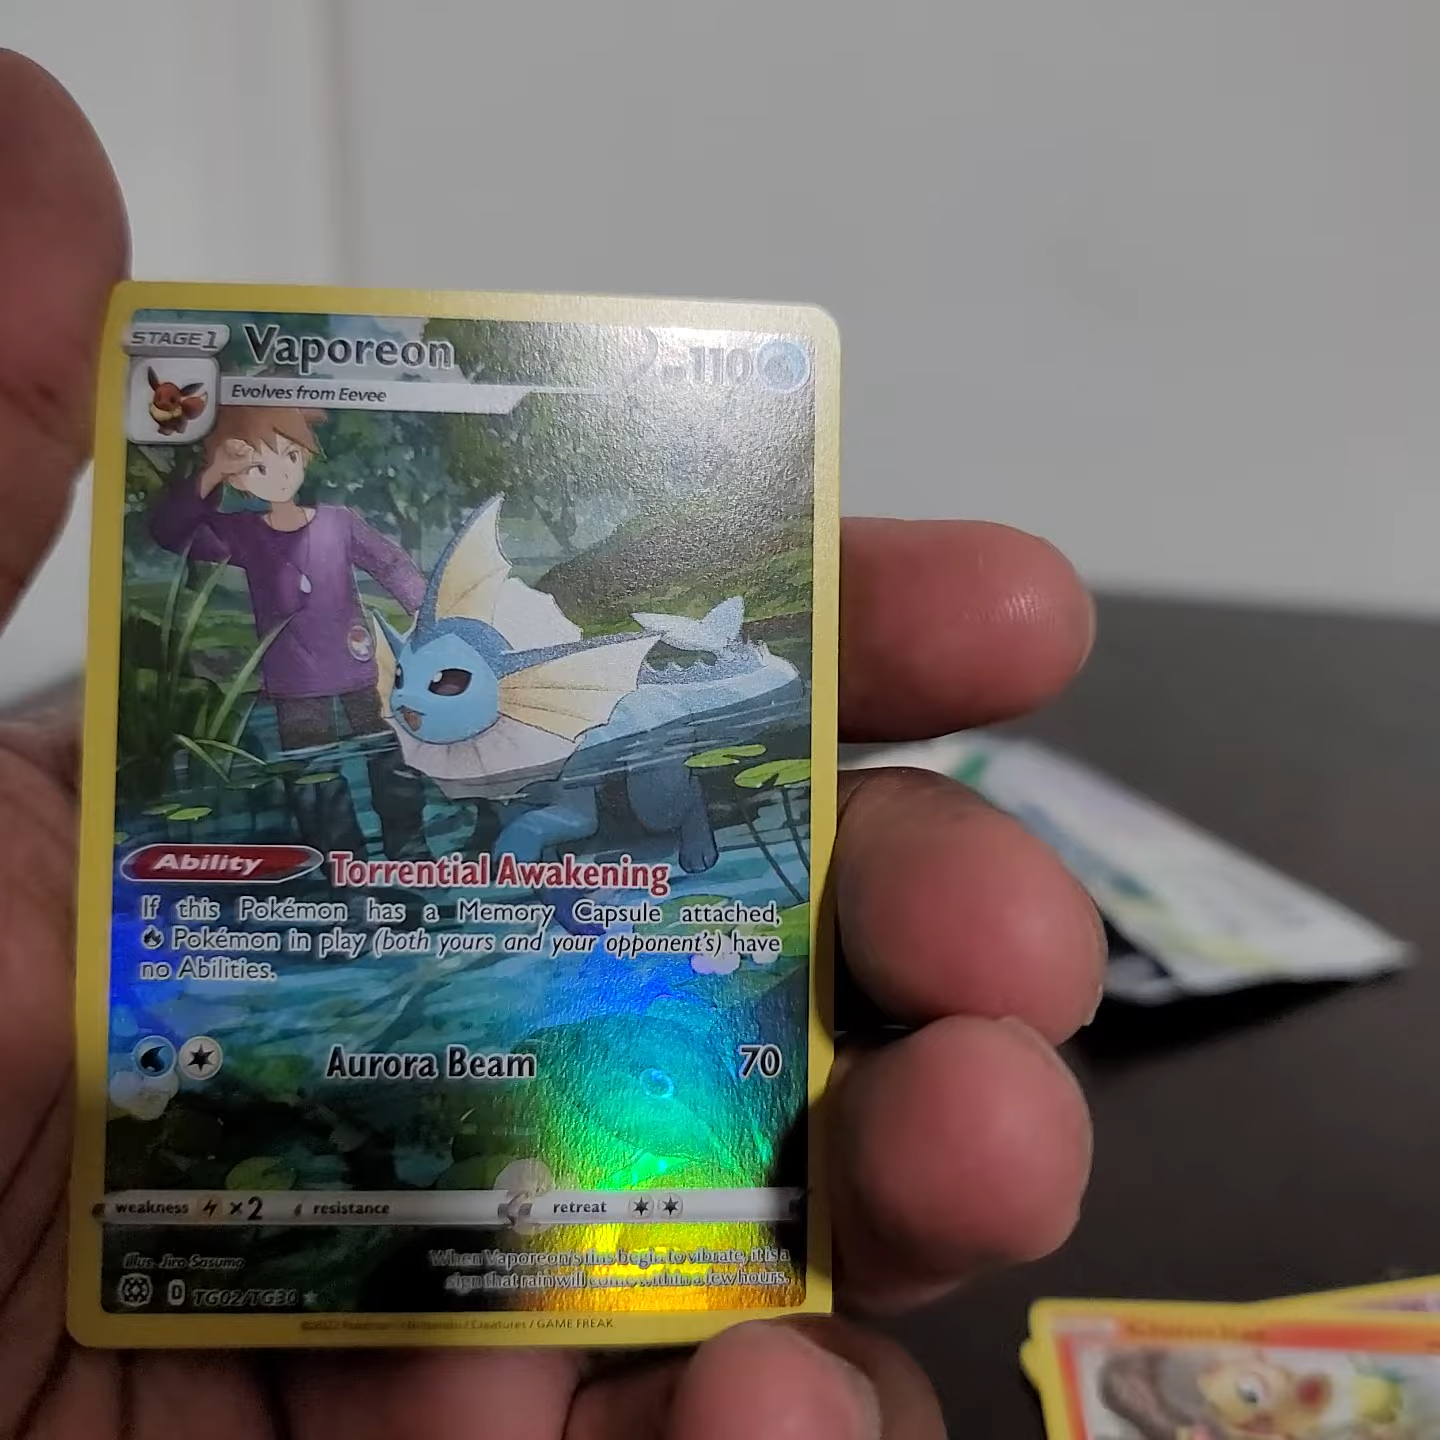 STAGE 1 Vaporeon 110
Evolves from Eevee
Ability Torrential Awakening
If this Pokémon has a Memory Capsule attached,
Pokémon in play (both yours and your opponent's) have
no Abilities.
Aurora Beam 70
weakness ×2 resistance retreat
illus. Jiro Sasumo
When Vaporeon's fins begin to vibrate, it is a
sign that rain will come within a few hours.
D TG02/TG30
©2022 Pokémon / Nintendo / Creatures / GAME FREAK